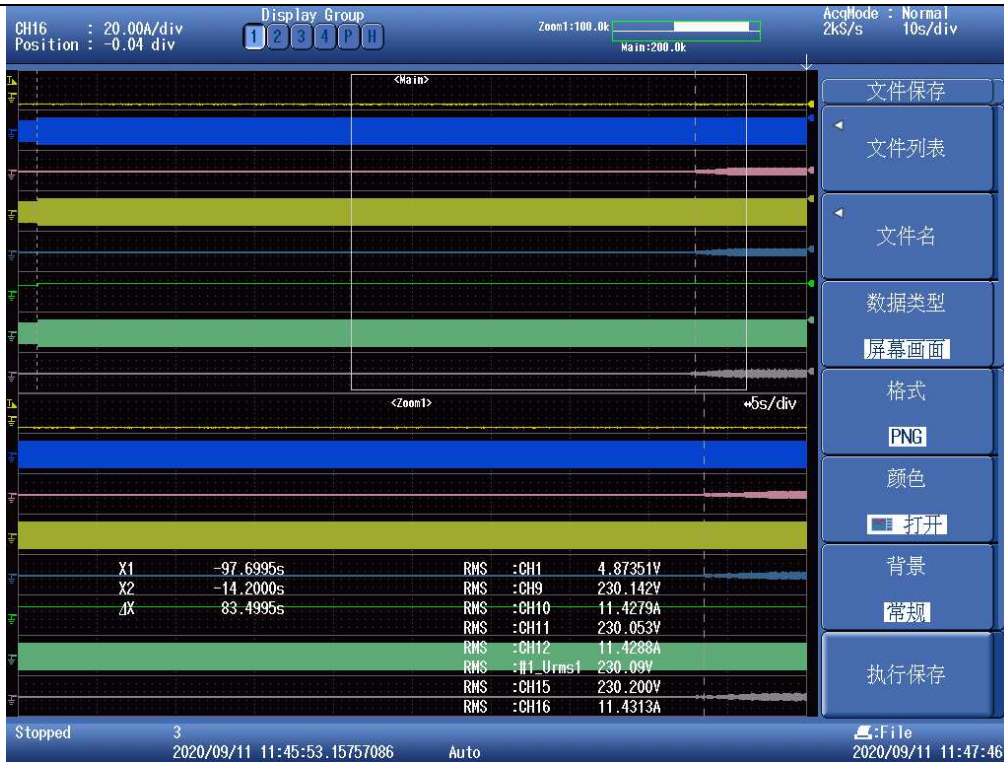 CH16 : 20.00A/div
Position : -0.04 div
Display Group
1 2 3 4 P H
Zoom1:100.0k
Main:200.0k
AcqMode : Normal
2kS/s 10s/div
<Main>
<Zoom1>
5s/div
X1 -97.6995s
X2 -14.2000s
ΔX 83.4995s
RMS :CH1 4.87351V
RMS :CH9 230.142V
RMS :CH10 11.4279A
RMS :CH11 230.053V
RMS :CH12 11.4288A
RMS :#1_Urms1 230.09V
RMS :CH15 230.200V
RMS :CH16 11.4313A
文件保存
文件列表
文件名
数据类型
屏幕画面
格式
PNG
颜色
打开
背景
常规
执行保存
Stopped 3
2020/09/11 11:45:53.15757086 Auto
:File
2020/09/11 11:47:46